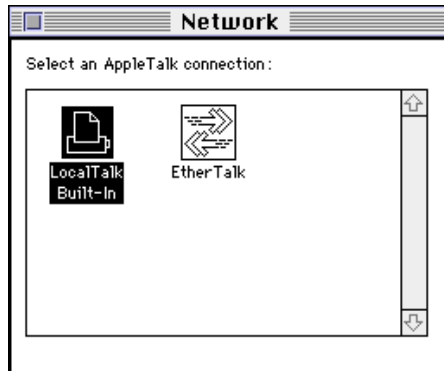 Network
Select an AppleTalk connection:
LocalTalk
Built-In
EtherTalk